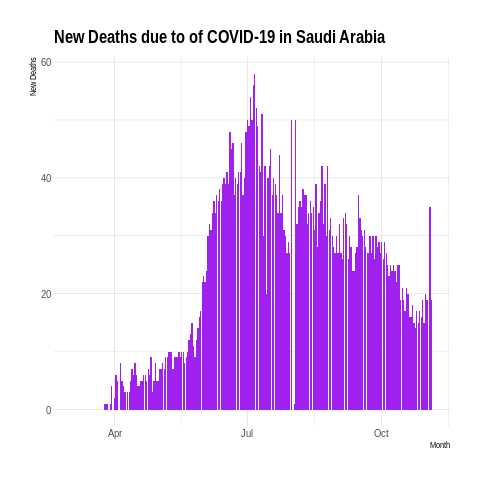 New Deaths due to of COVID-19 in Saudi Arabia
New Deaths
60
40
20
0
Apr
Jul
Oct
Month